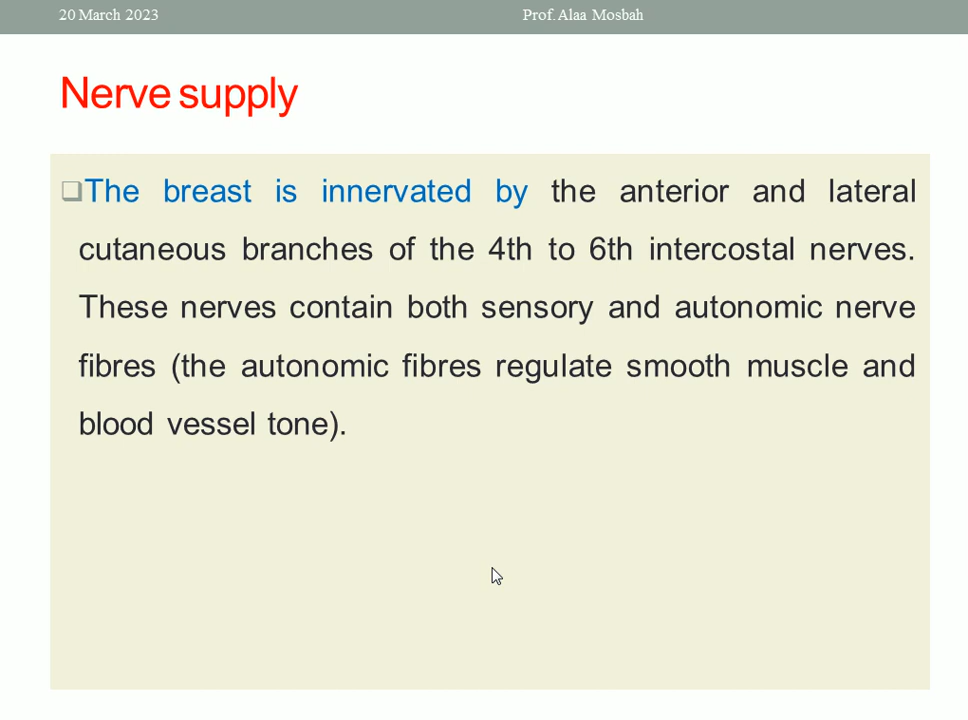 20 March 2023 Prof. Alaa Mosbah
Nerve supply
The breast is innervated by the anterior and lateral
cutaneous branches of the 4th to 6th intercostal nerves.
These nerves contain both sensory and autonomic nerve
fibres (the autonomic fibres regulate smooth muscle and
blood vessel tone).